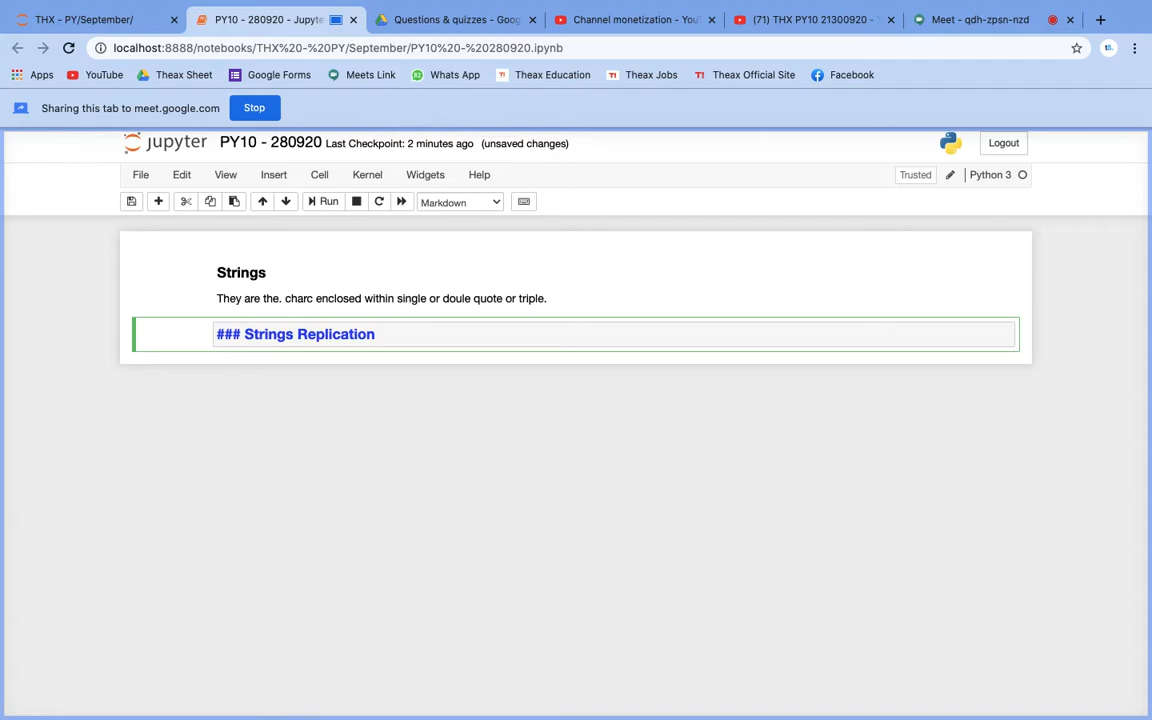 THX - PY/September/
PY10 - 280920 - Jupyte
Questions & quizzes - Goog
Channel monetization - You
(71) THX PY10 21300920 -
Meet - qdh-zpsn-nzd
localhost:8888/notebooks/THX%20-%20PY/September/PY10%20-%20280920.ipynb
t&.
Apps
YouTube
Theax Sheet
Google Forms
Meets Link
Whats App
Theax Education
Theax Jobs
Theax Official Site
Facebook
Sharing this tab to meet.google.com
Stop
jupyter PY10 - 280920 Last Checkpoint: 2 minutes ago (unsaved changes)
Logout
File Edit View Insert Cell Kernel Widgets Help
Trusted
Python 3
Run
Markdown
Strings
They are the. charc enclosed within single or doule quote or triple.
### Strings Replication